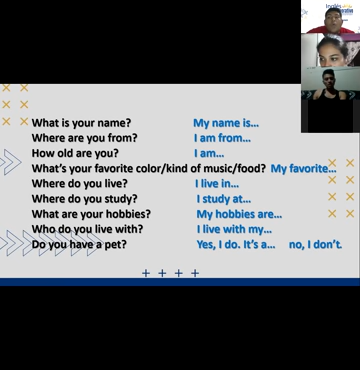 Inglés
What is your name? My name is...
Where are you from? I am from...
How old are you? I am...
What's your favorite color/kind of music/food? My favorite...
Where do you live? I live in...
Where do you study? I study at...
What are your hobbies? My hobbies are...
Who do you live with? I live with my...
Do you have a pet? Yes, I do. It's a... no, I don't.